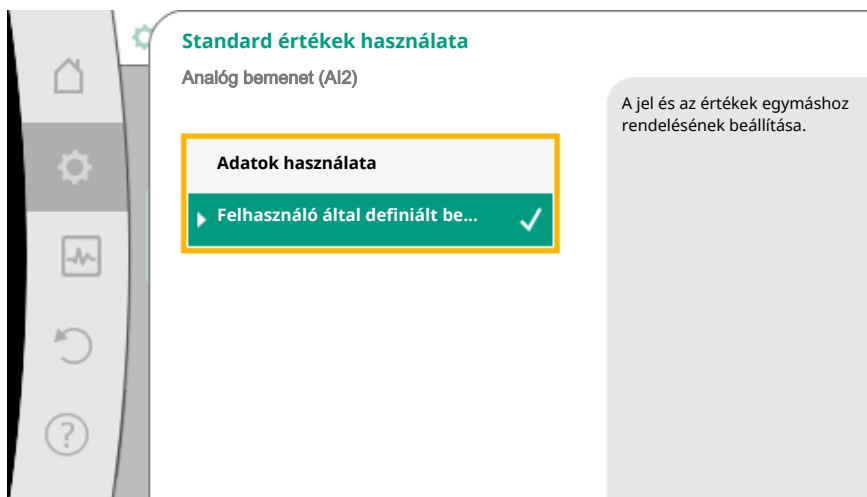 Standard értékek használata
Analóg bemenet (AI2)
Adatok használata
Felhasználó által definiált be...
A jel és az értékek egymáshoz
rendelésének beállítása.
?